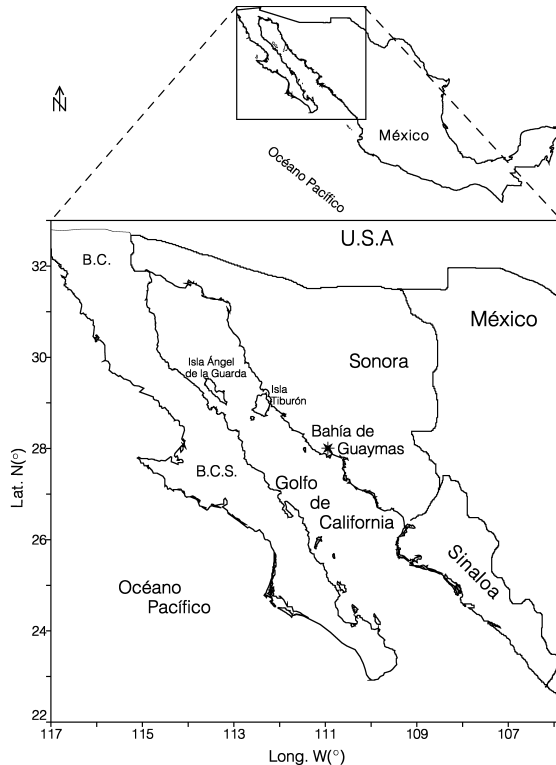 N
México
Océano Pacífico
U.S.A
32
B.C.
México
30
Isla Ángel
de la Guarda
Sonora
Isla
Tiburón
Bahía de
Guaymas
28
B.C.S.
Golfo
de
California
Lat. N(°)
26
Sinaloa
Océano
Pacífico
24
22
117 115 113 111 109 107
Long. W(°)